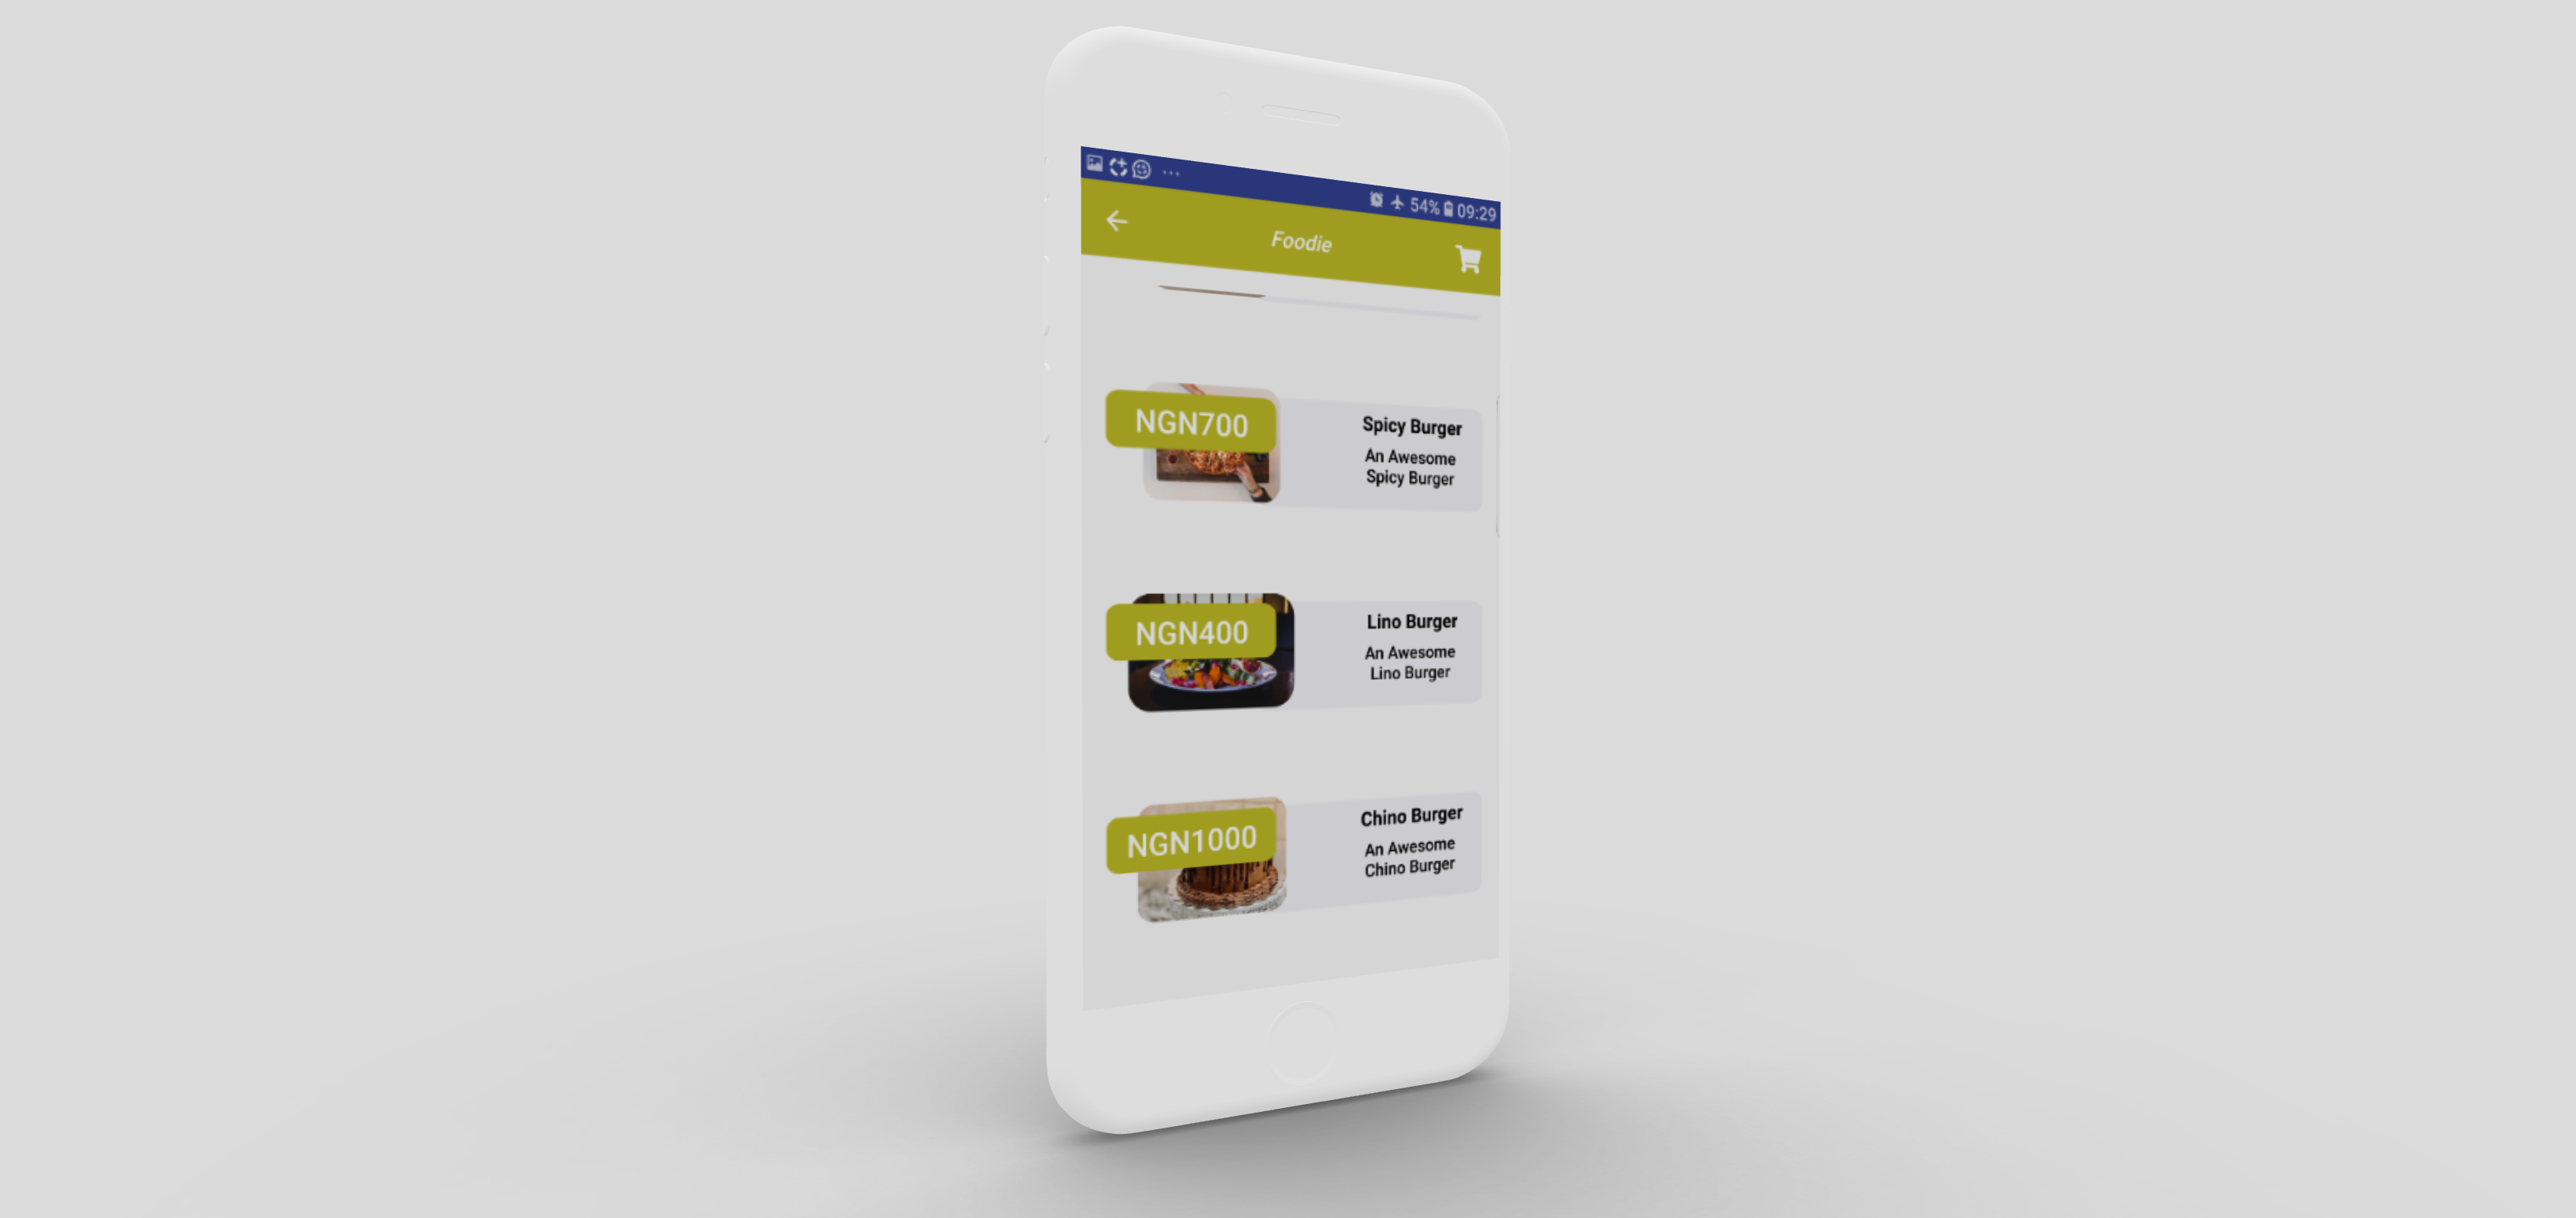 54% 09:29
Foodie
NGN700
Spicy Burger
An Awesome
Spicy Burger
NGN400
Lino Burger
An Awesome
Lino Burger
NGN1000
Chino Burger
An Awesome
Chino Burger